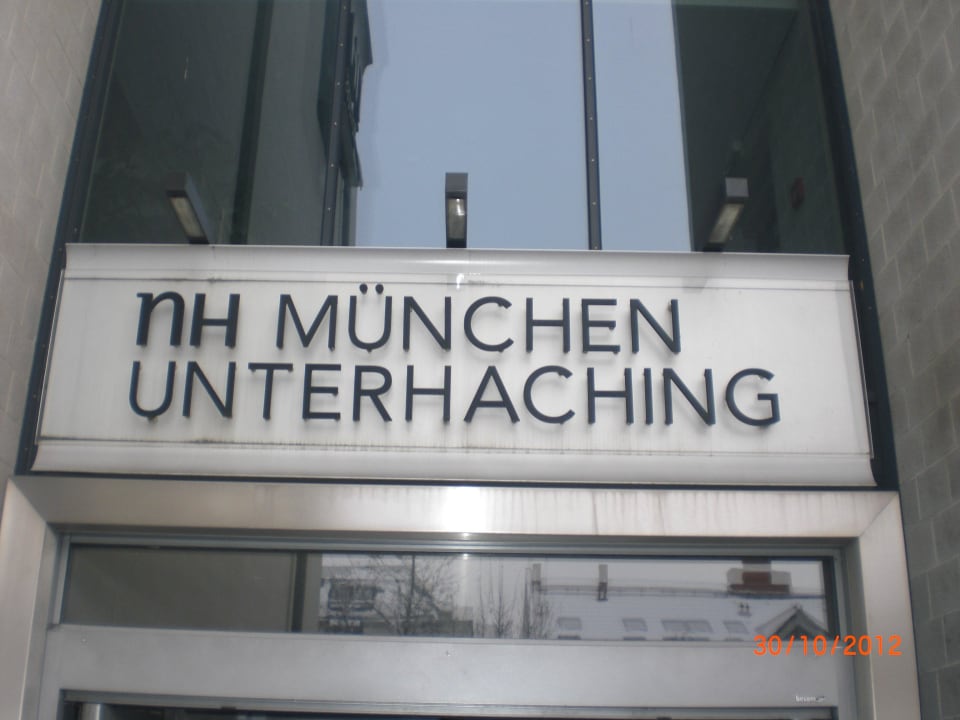 nH MÜNCHEN
UNTERHACHING
30/10/2012